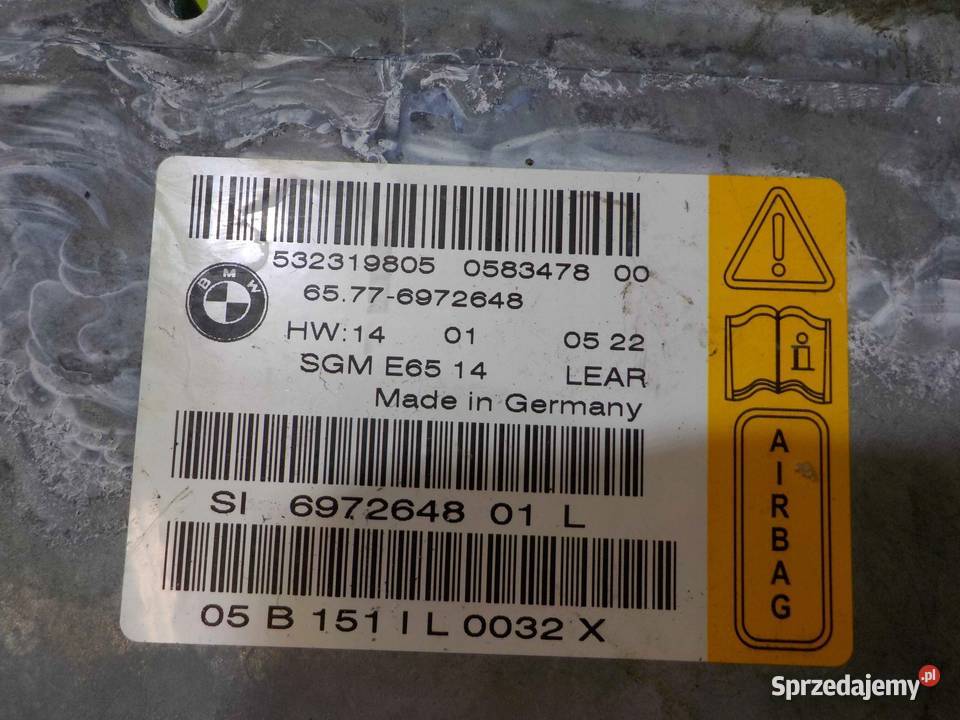 532319805 0583478 00
BMW
65.77-6972648
HW:14 01 05 22
SGM E65 14 LEAR
Made in Germany
SI 6972648 01 L
05 B 151 I L 0032 X
!
i
AIRBAG
Sprzedajemy.pl